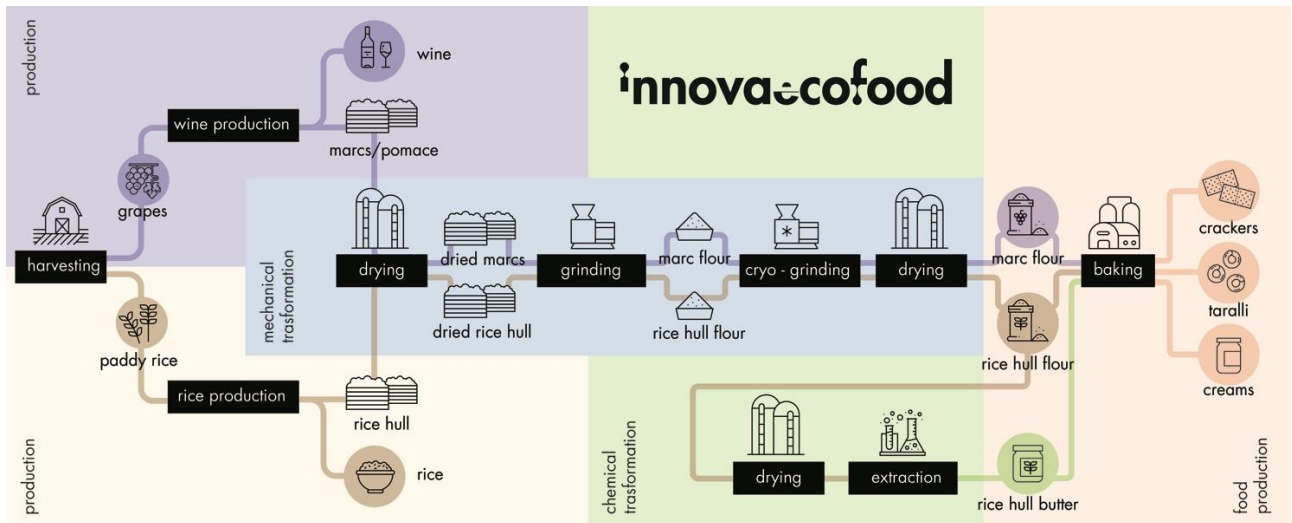 production
wine
innovaecofood
wine production
marcs/pomace
grapes
harvesting
mechanical
trasformation
drying
dried marcs
dried rice hull
grinding
marc flour
rice hull flour
cryo - grinding
drying
marc flour
rice hull flour
baking
crackers
taralli
creams
paddy rice
rice production
rice hull
rice
production
chemical
trasformation
drying
extraction
rice hull butter
food
production